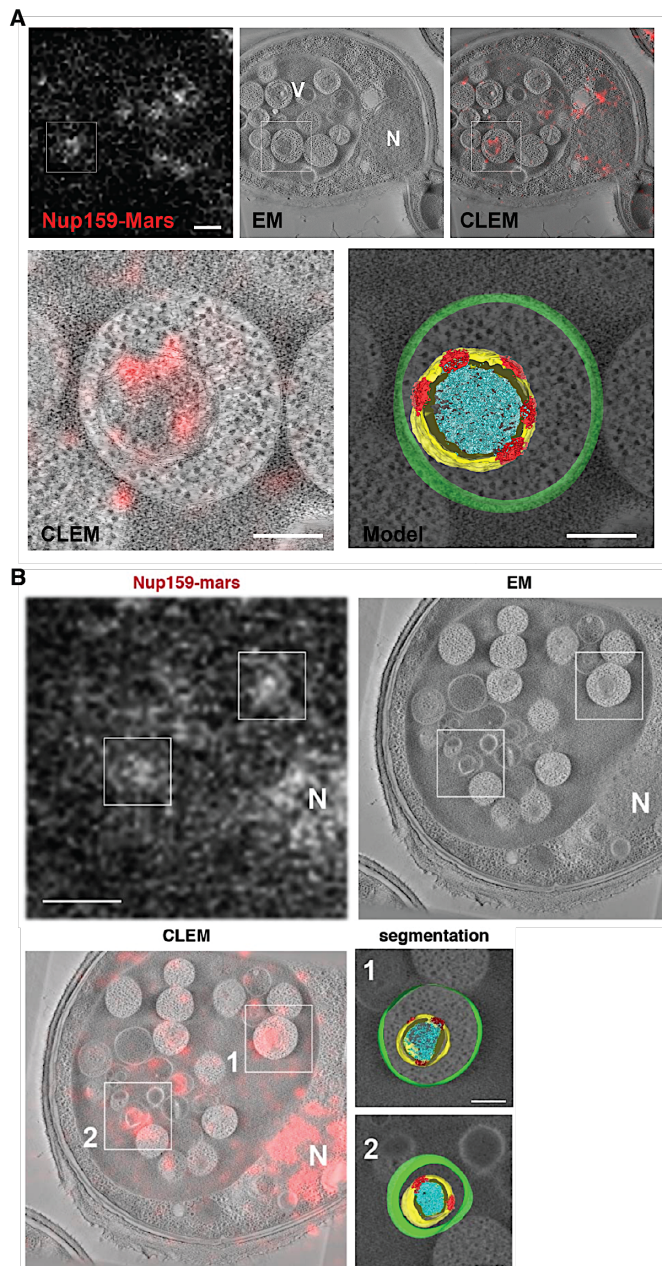 A
V
N
Nup159-Mars
EM
CLEM
CLEM
Model
B
Nup159-mars
EM
N
N
CLEM
segmentation
1
1
2
N
2